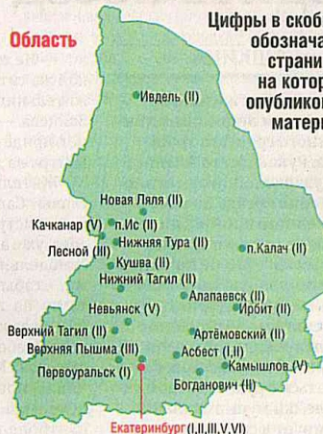 Область
Цифры в скоб
обознача
страни
на котор
опубликов
матери
Ивдель (II)
Новая Ляля (II)
Качканар (V)
п.Ис (II)
Лесной (III)
Нижняя Тура (II)
п.Калач (II)
Кушва (II)
Нижний Тагил (II)
Алапаевск (II)
Невьянск (V)
Ирбит (II)
Верхний Тагил (II)
Артёмовский (II)
Верхняя Пышма (III)
Асбест (I,II)
Первоуральск (I)
Камышлов (V)
Богданович (II)
Екатеринбург (I,II,III,V,VI)